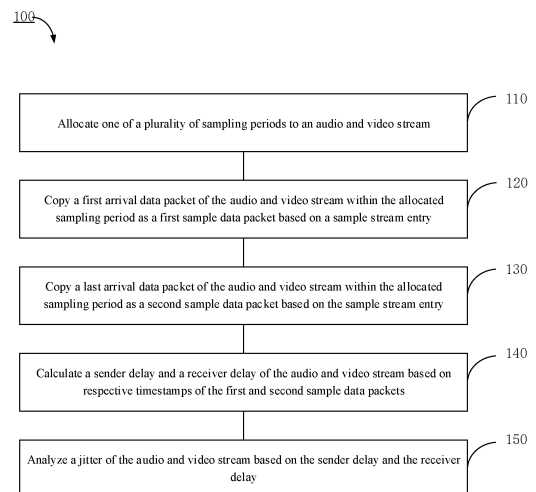 100
110
Allocate one of a plurality of sampling periods to an audio and video stream
120
Copy a first arrival data packet of the audio and video stream within the allocated
sampling period as a first sample data packet based on a sample stream entry
130
Copy a last arrival data packet of the audio and video stream within the allocated
sampling period as a second sample data packet based on the sample stream entry
140
Calculate a sender delay and a receiver delay of the audio and video stream based on
respective timestamps of the first and second sample data packets
150
Analyze a jitter of the audio and video stream based on the sender delay and the receiver
delay